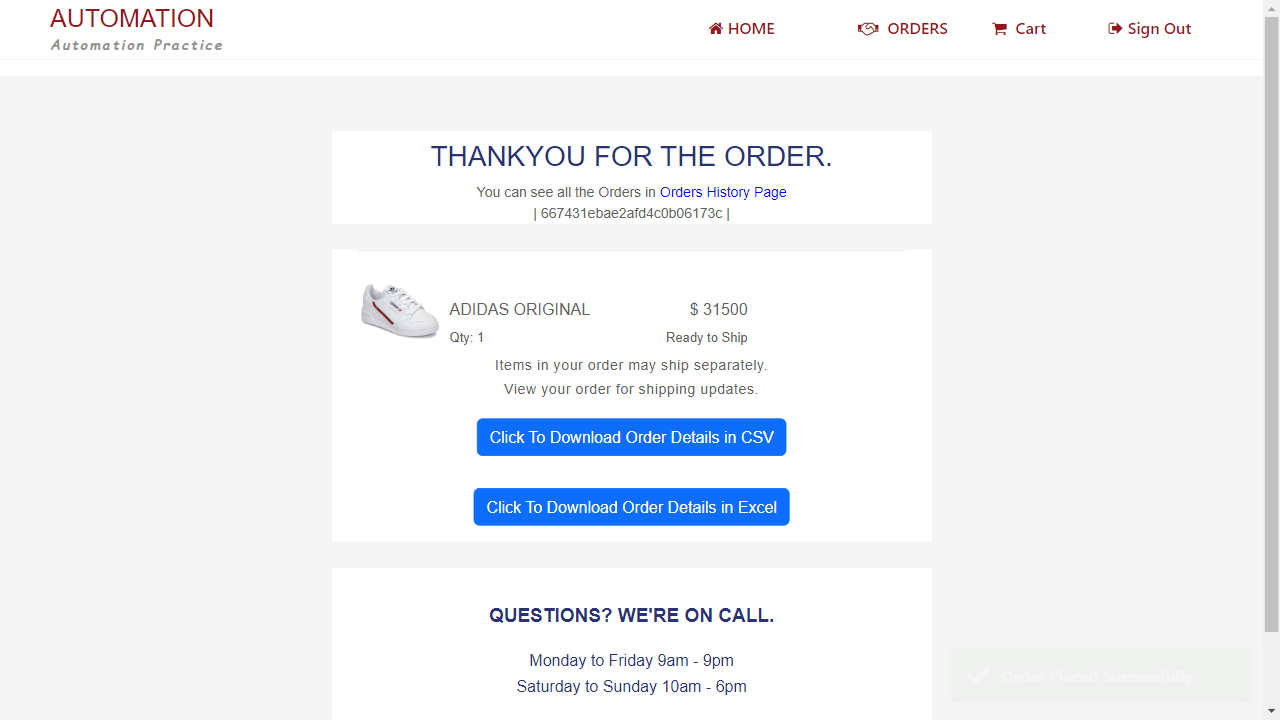 AUTOMATION
Automation Practice
HOME
ORDERS
Cart
Sign Out
THANKYOU FOR THE ORDER.
You can see all the Orders in Orders History Page
| 667431ebae2afd4c0b06173c |
ADIDAS ORIGINAL
$ 31500
Qty: 1
Ready to Ship
Items in your order may ship separately.
View your order for shipping updates.
Click To Download Order Details in CSV
Click To Download Order Details in Excel
QUESTIONS? WE'RE ON CALL.
Monday to Friday 9am - 9pm
Saturday to Sunday 10am - 6pm
Order Placed Successfully